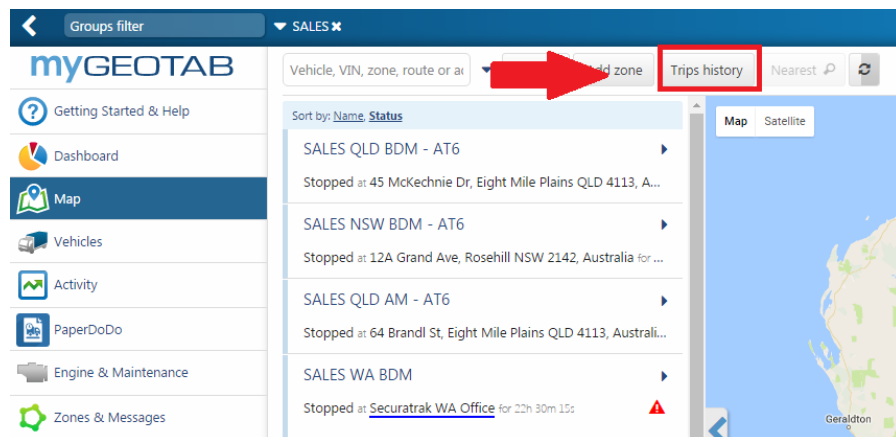 Groups filter
SALES
myGEOTAB
Vehicle, VIN, zone, route or ad
dd zone
Trips history
Nearest
Getting Started & Help
Sort by: Name, Status
Map
Satellite
Dashboard
SALES QLD BDM - AT6
Stopped at 45 McKechnie Dr, Eight Mile Plains QLD 4113, A...
Map
SALES NSW BDM - AT6
Vehicles
Stopped at 12A Grand Ave, Rosehill NSW 2142, Australia for ...
Activity
SALES QLD AM - AT6
PaperDoDo
Stopped at 64 Brandl St, Eight Mile Plains QLD 4113, Australi...
Engine & Maintenance
SALES WA BDM
Zones & Messages
Stopped at Securatrak WA Office for 22h 30m 15s
Geraldton